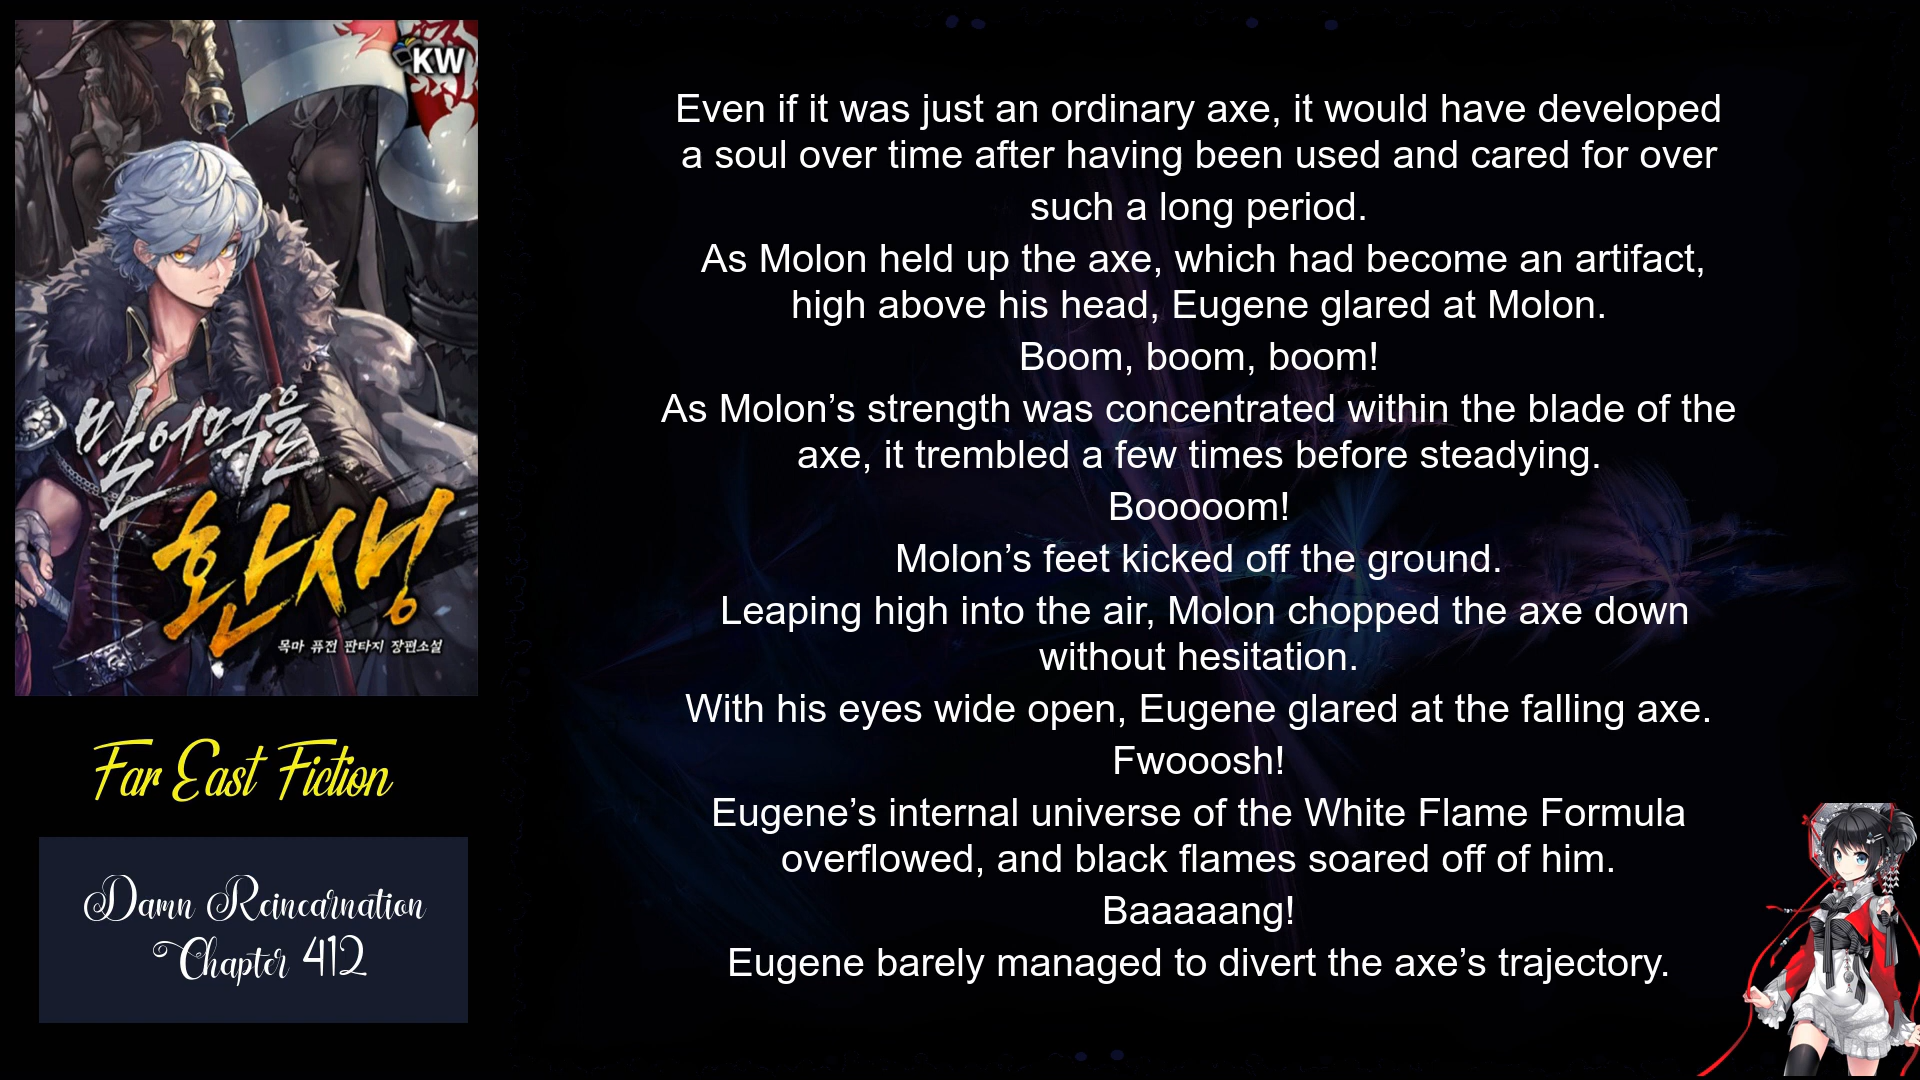 KW
빌어먹을
환생
목마 퓨전 판타지 장편소설
Far East Fiction
Damn Reincarnation
Chapter 412
Even if it was just an ordinary axe, it would have developed
a soul over time after having been used and cared for over
such a long period.
As Molon held up the axe, which had become an artifact,
high above his head, Eugene glared at Molon.
Boom, boom, boom!
As Molon’s strength was concentrated within the blade of the
axe, it trembled a few times before steadying.
Booooom!
Molon’s feet kicked off the ground.
Leaping high into the air, Molon chopped the axe down
without hesitation.
With his eyes wide open, Eugene glared at the falling axe.
Fwooosh!
Eugene’s internal universe of the White Flame Formula
overflowed, and black flames soared off of him.
Baaaaang!
Eugene barely managed to divert the axe’s trajectory.